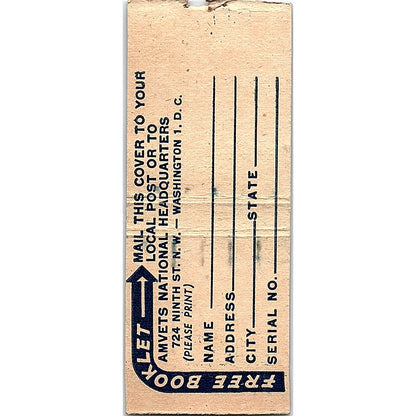 FREE BOOKLET
MAIL THIS COVER TO YOUR
LOCAL POST OR TO
AMVETS NATIONAL HEADQUARTERS
724 NINTH ST. N.W. — WASHINGTON 1, D.C.
(PLEASE PRINT)
NAME
ADDRESS
CITY STATE
SERIAL NO.